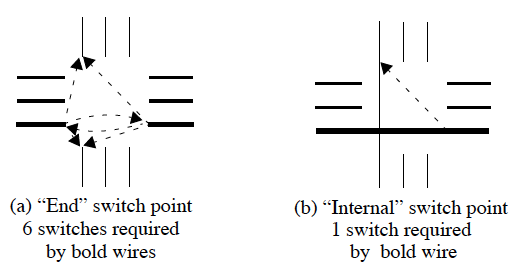 (a) “End” switch point
6 switches required
by bold wires
(b) “Internal” switch point
1 switch required
by bold wire